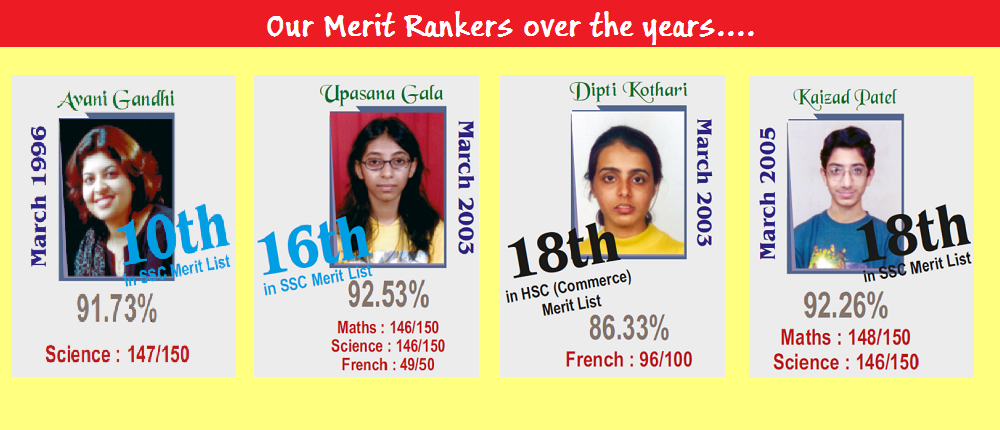 Our Merit Rankers over the years....
Avani Gandhi
March 1996
10th
in SSC Merit List
91.73%
Science : 147/150
Upasana Gala
March 2003
16th
in SSC Merit List
92.53%
Maths : 146/150
Science : 146/150
French : 49/50
Dipti Kothari
March 2003
18th
in HSC (Commerce)
Merit List
86.33%
French : 96/100
Kaizad Patel
March 2005
18th
in SSC Merit List
92.26%
Maths : 148/150
Science : 146/150